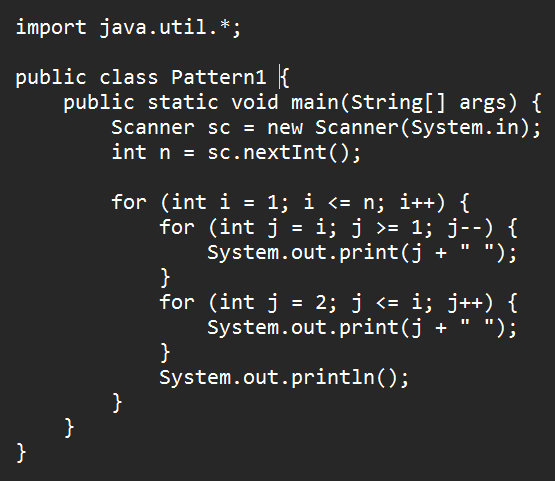 import java.util.*;

public class Pattern1 {
    public static void main(String[] args) {
        Scanner sc = new Scanner(System.in);
        int n = sc.nextInt();

        for (int i = 1; i <= n; i++) {
            for (int j = i; j >= 1; j--) {
                System.out.print(j + " ");
            }
            for (int j = 2; j <= i; j++) {
                System.out.print(j + " ");
            }
            System.out.println();
        }
    }
}